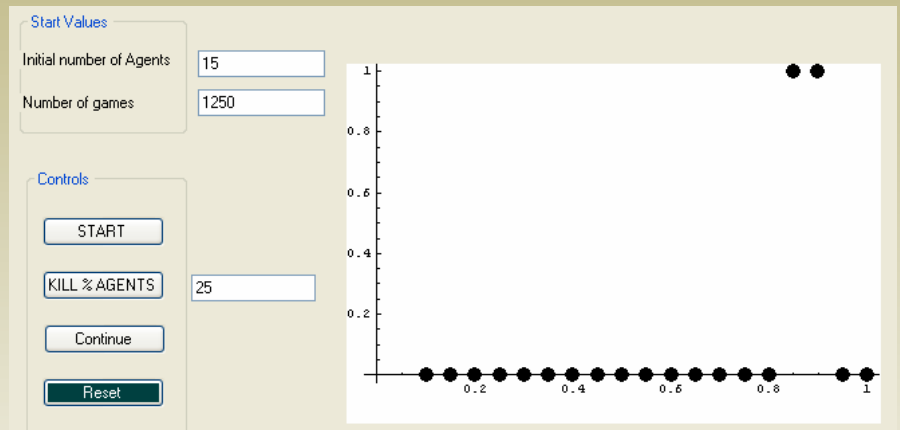 Start Values
Initial number of Agents 15
Number of games 1250
Controls
START
KILL % AGENTS 25
Continue
Reset
1
0.8
0.6
0.4
0.2
0.2 0.4 0.6 0.8 1